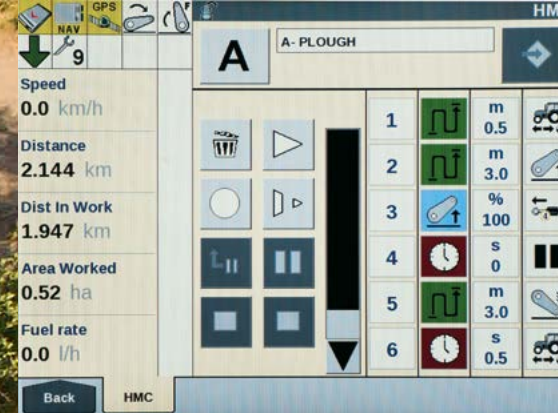 GPS
HM
NAV
9
A
A- PLOUGH
Speed
0.0 km/h
Distance
2.144 km
Dist In Work
1.947 km
Area Worked
0.52 ha
Fuel rate
0.0 l/h
1
m
0.5
2
m
3.0
3
%
100
4
s
0
5
m
3.0
6
s
0.5
Back
HMC